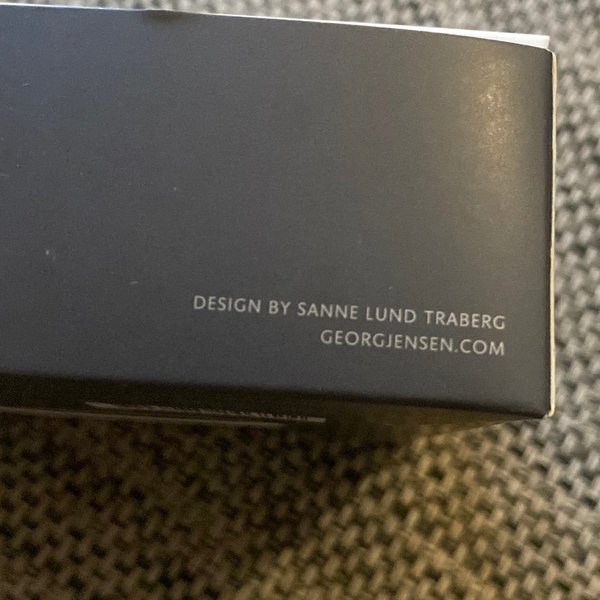 DESIGN BY SANNE LUND TRABERG
GEORGJENSEN.COM